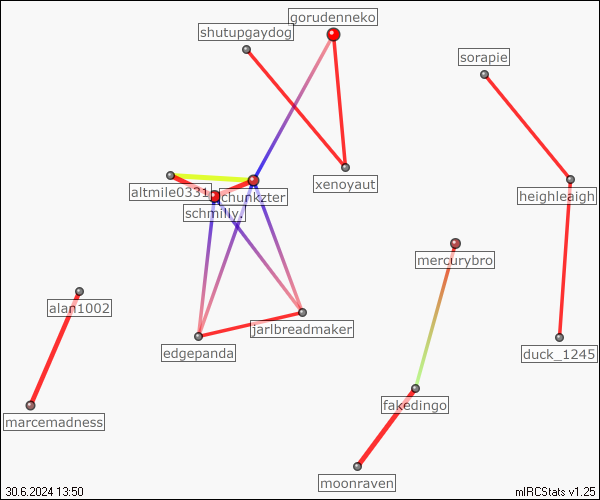 gorudenneko
shutupgaydog
sorapie
xenoyaut
altmile0331
chunkzter
heighleaigh
schmilly.
mercurybro
alan1002
jarlbreadmaker
edgepanda
duck_1245
fakedingo
marcemadness
moonraven
30.6.2024 13:50
mIRCStats v1.25